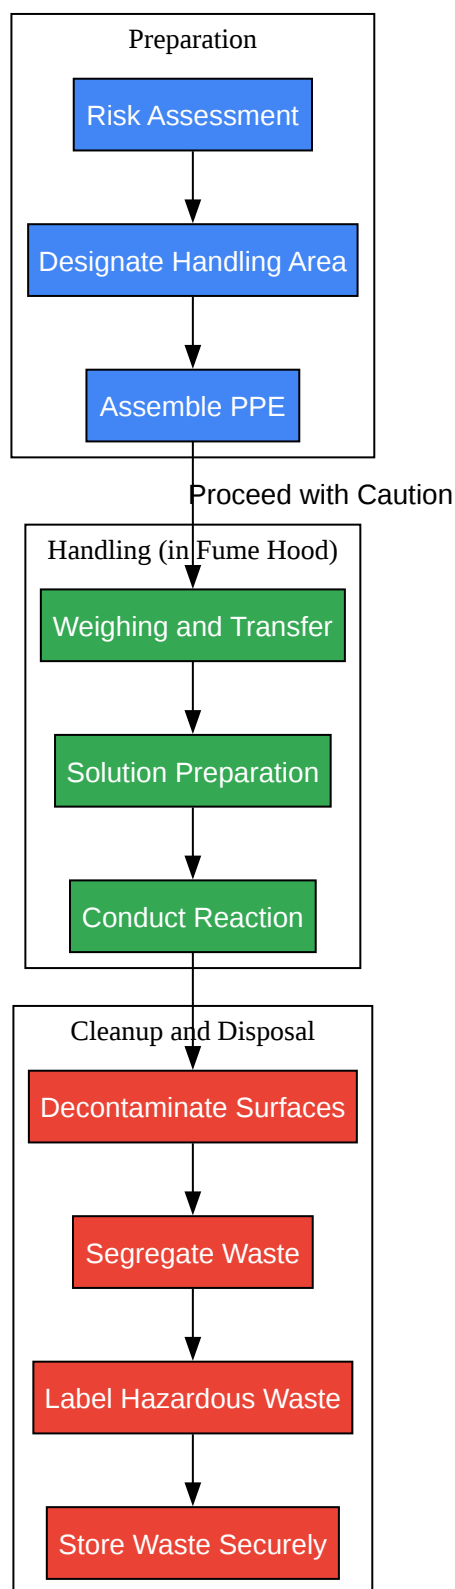 Preparation
Risk Assessment
Designate Handling Area
Assemble PPE
Proceed with Caution
Handling (in Fume Hood)
Weighing and Transfer
Solution Preparation
Conduct Reaction
Cleanup and Disposal
Decontaminate Surfaces
Segregate Waste
Label Hazardous Waste
Store Waste Securely